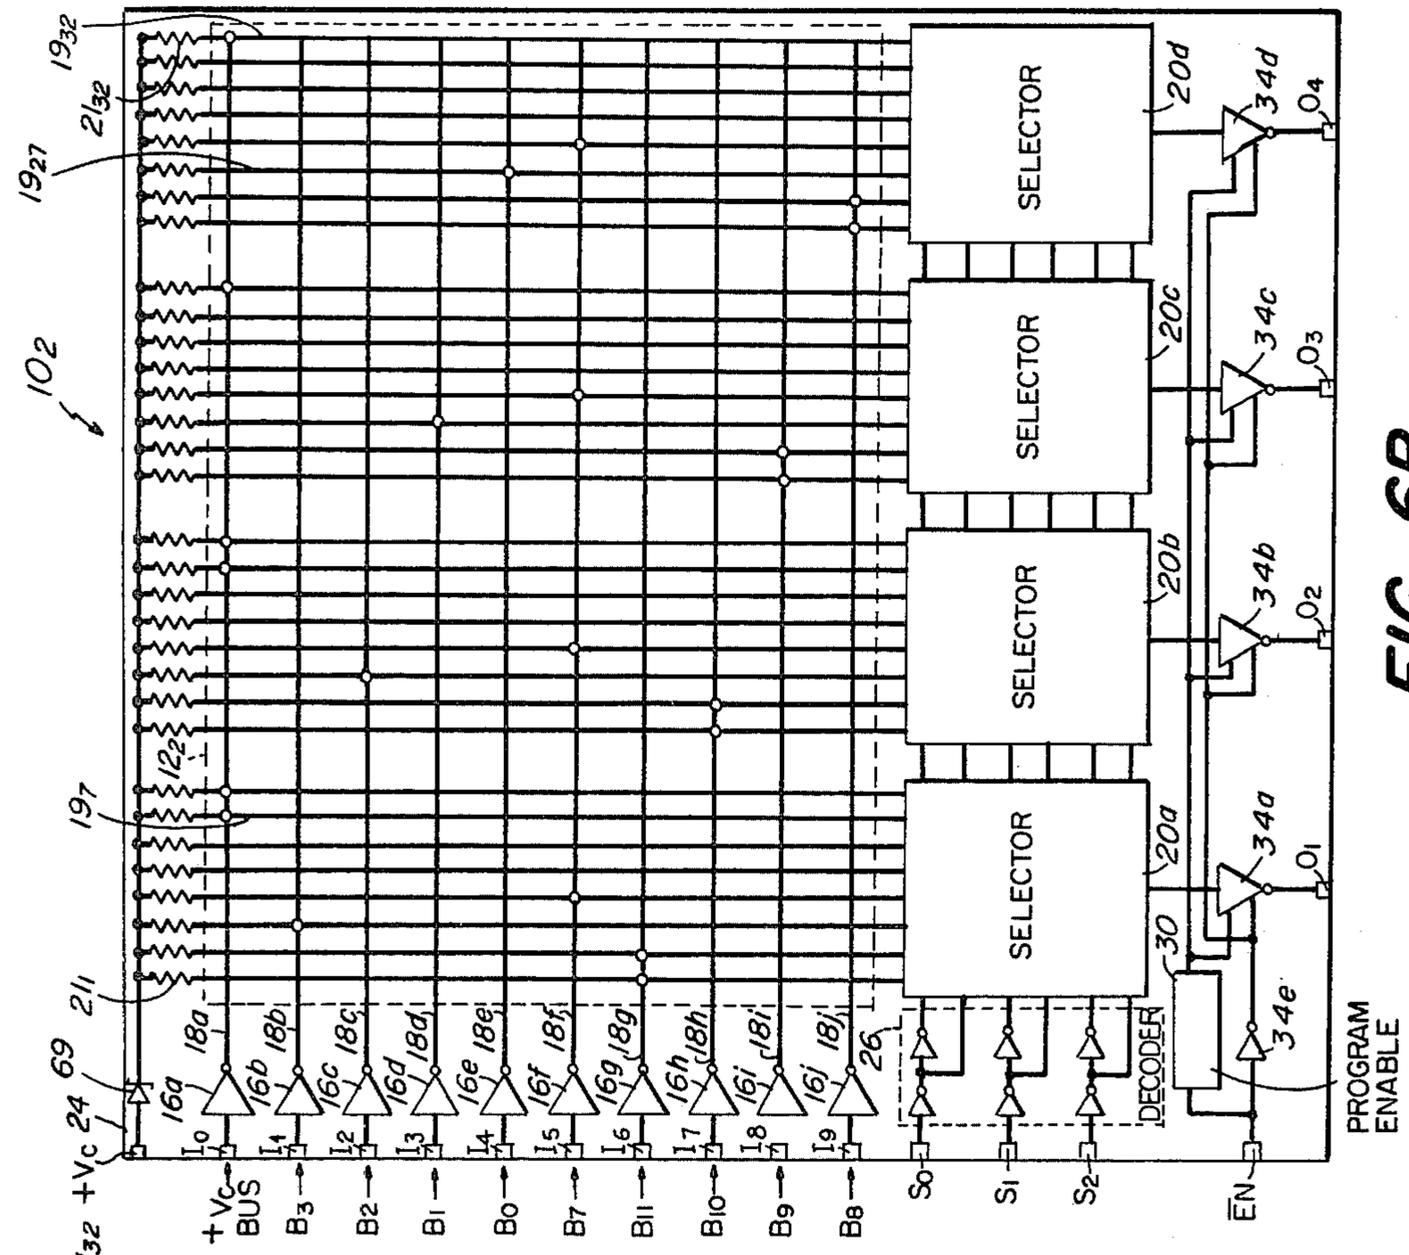 10₂
19₂₇
21₃₂
19₃₂
19₇
12₂
21₁
69
24
+Vc
₃₂
+Vc BUS
I₀
16a
18a
B₃
I₁
16b
18b
B₂
I₂
16c
18c
B₁
I₃
16d
18d
B₀
I₄
16e
18e
B₇
I₅
16f
18f
B₁₁
I₆
16g
18g
B₁₀
I₇
16h
18h
B₉
I₈
16i
18i
B₈
I₉
16j
18j
SELECTOR
20a
SELECTOR
20b
SELECTOR
20c
SELECTOR
20d
26
DECODER
S₀
S₁
S₂
30
34a
34b
34c
34d
34e
E̅N̅
O₁
O₂
O₃
O₄
PROGRAM
ENABLE